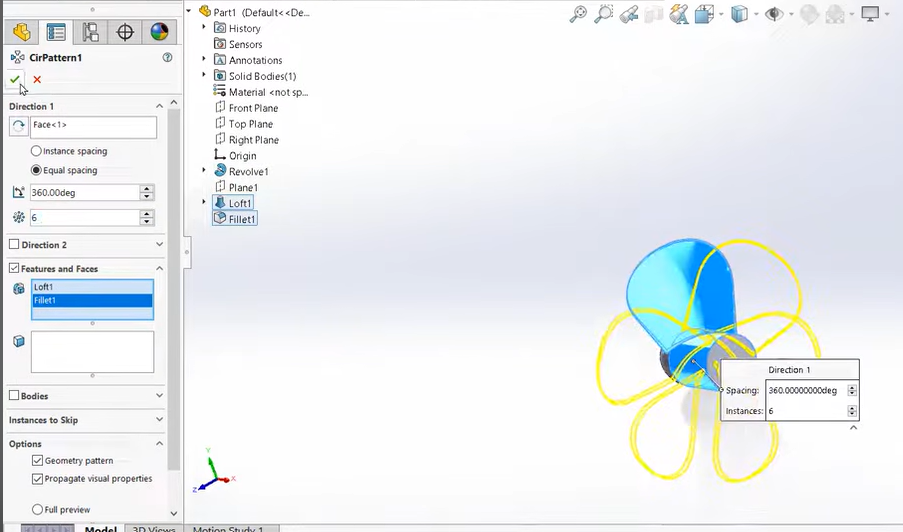 CirPattern1
Direction 1
Face<1>
Instance spacing
Equal spacing
360.00deg
6
Direction 2
Features and Faces
Loft1
Fillet1
Bodies
Instances to Skip
Options
Geometry pattern
Propagate visual properties
Full preview
Model
3D Views
Motion Study 1
Part1 (Default<<De...
History
Sensors
Annotations
Solid Bodies(1)
Material <not sp...
Front Plane
Top Plane
Right Plane
Origin
Revolve1
Plane1
Loft1
Fillet1
Direction 1
Spacing: 360.00000000deg
Instances: 6
Y
X
Z